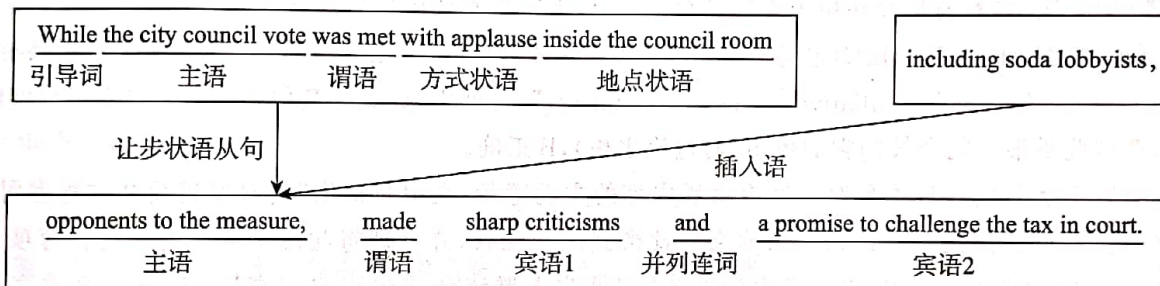 While the city council vote was met with applause inside the council room
引导词 主语 谓语 方式状语 地点状语
including soda lobbyists,
让步状语从句
插入语
opponents to the measure, made sharp criticisms and a promise to challenge the tax in court.
主语 谓语 宾语1 并列连词 宾语2